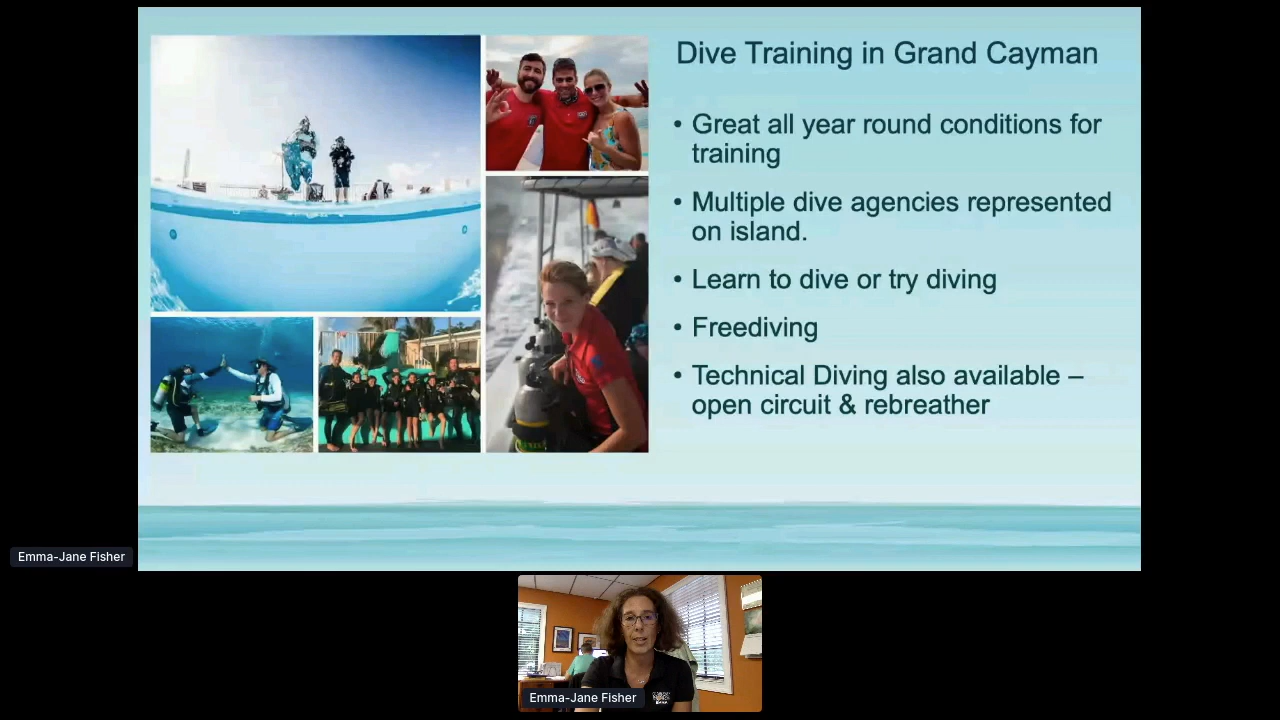 Dive Training in Grand Cayman
• Great all year round conditions for
training
• Multiple dive agencies represented
on island.
• Learn to dive or try diving
• Freediving
• Technical Diving also available –
open circuit & rebreather
Emma-Jane Fisher
Emma-Jane Fisher